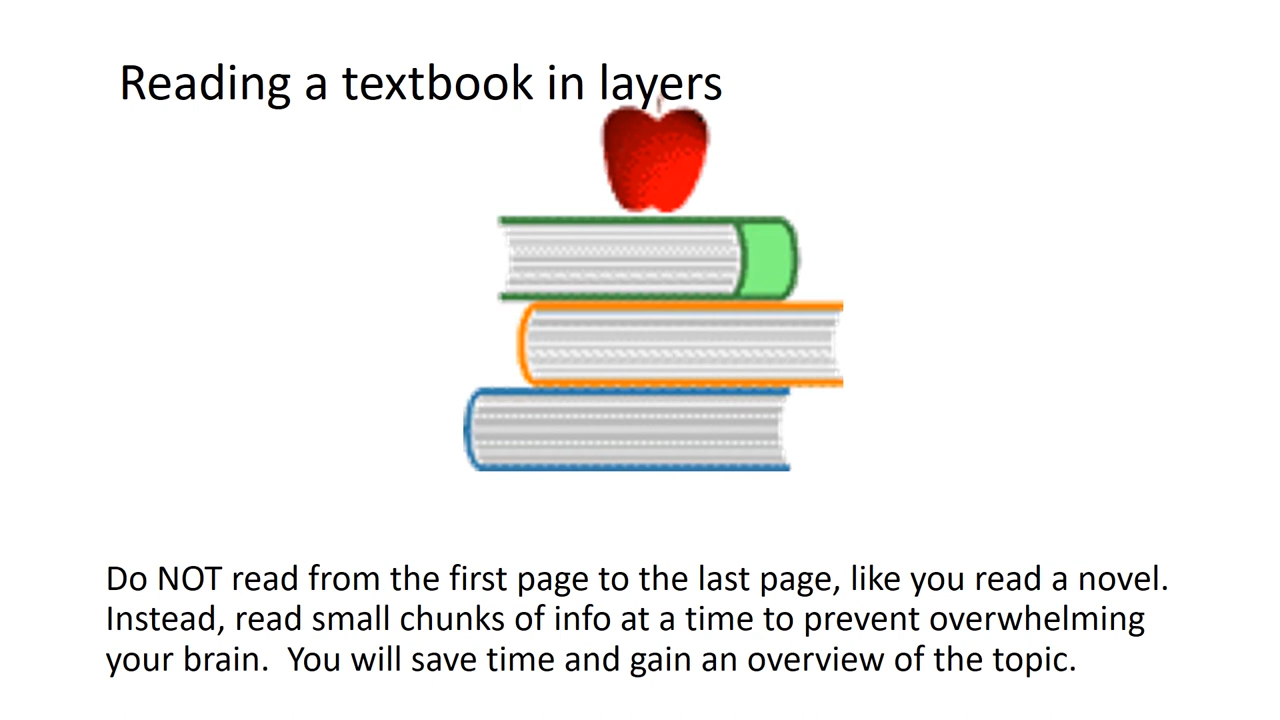 Reading a textbook in layers
Do NOT read from the first page to the last page, like you read a novel.
Instead, read small chunks of info at a time to prevent overwhelming
your brain.  You will save time and gain an overview of the topic.